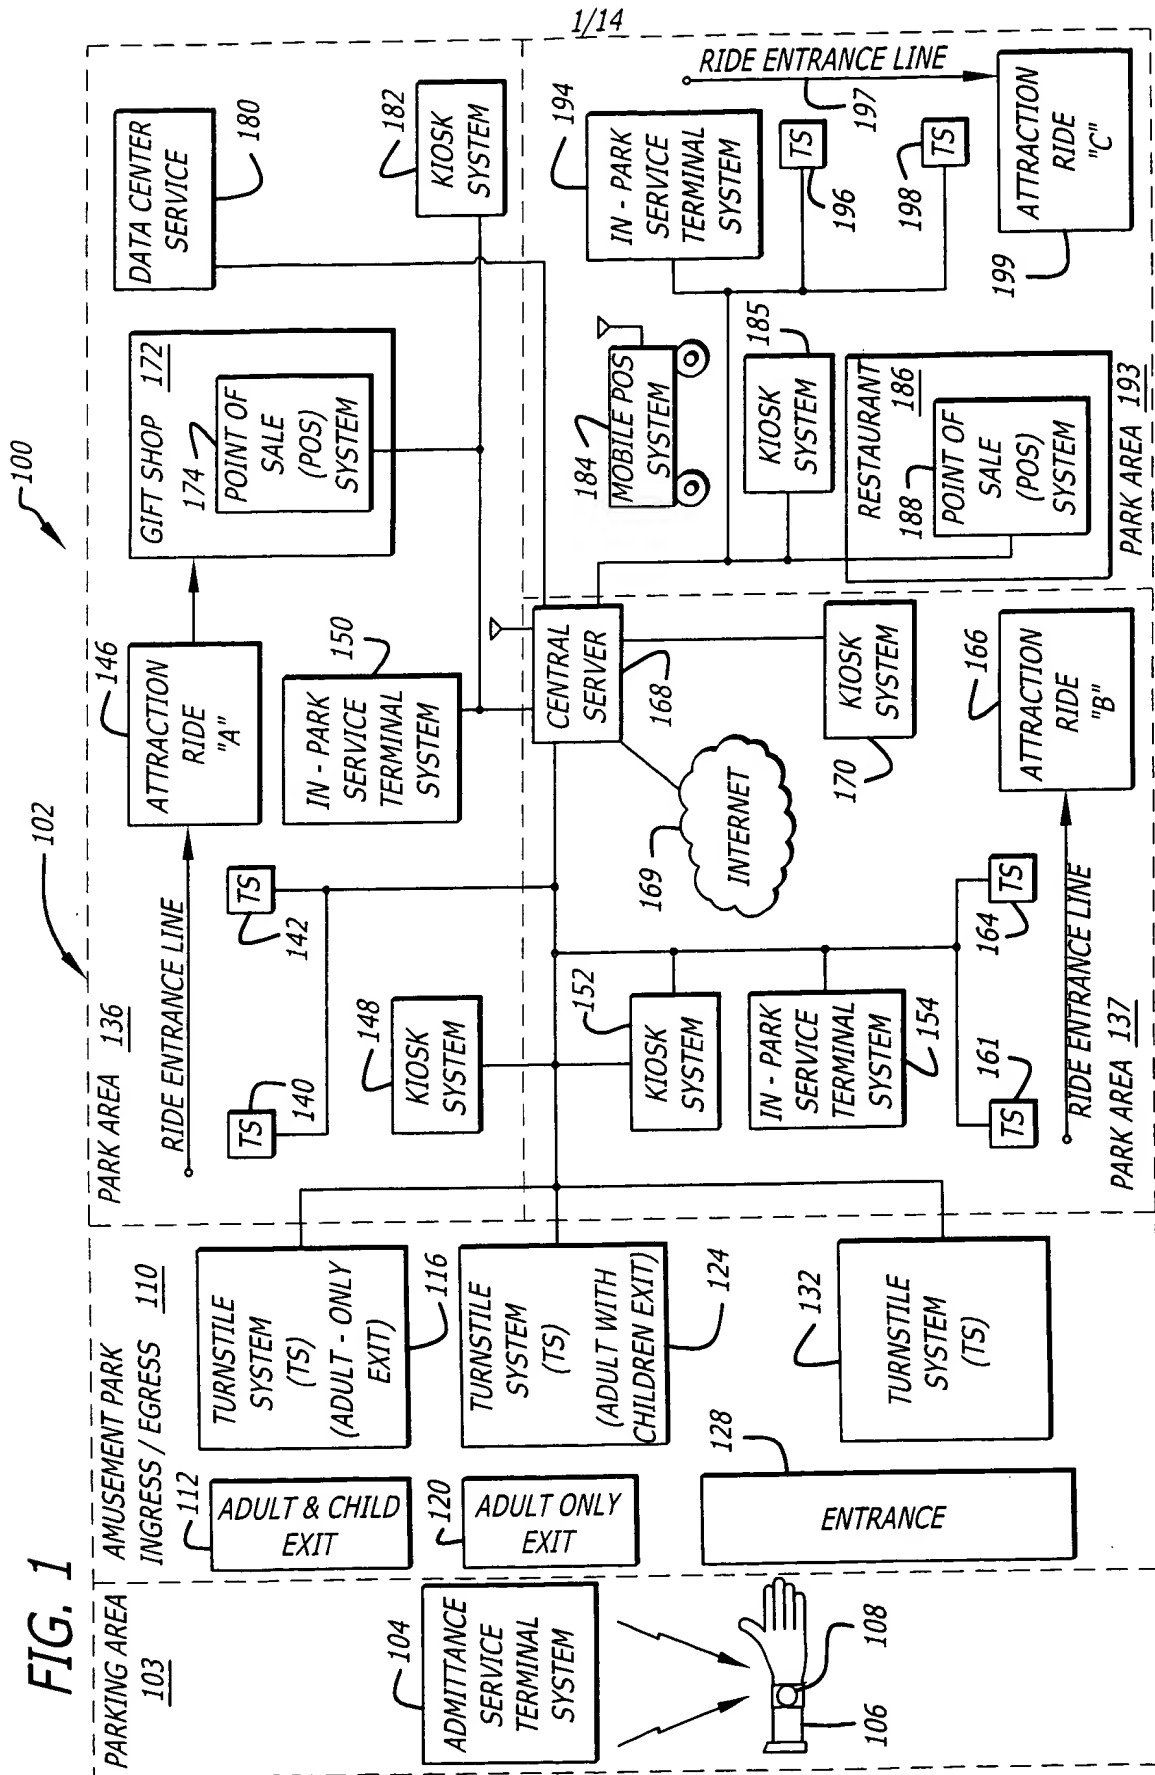 1/14
FIG. 1
100
102
PARKING AREA
103
104
ADMITTANCE
SERVICE
TERMINAL
SYSTEM
106
108
AMUSEMENT PARK
INGRESS / EGRESS 110
112
ADULT & CHILD
EXIT
120
ADULT ONLY
EXIT
128
ENTRANCE
TURNSTILE
SYSTEM
(TS)
(ADULT - ONLY
EXIT)
116
TURNSTILE
SYSTEM
(TS)
(ADULT WITH
CHILDREN EXIT)
124
132
TURNSTILE
SYSTEM
(TS)
PARK AREA 136
RIDE ENTRANCE LINE
TS
140
TS
142
148
KIOSK
SYSTEM
146
ATTRACTION
RIDE
"A"
150
IN - PARK
SERVICE
TERMINAL
SYSTEM
GIFT SHOP 172
174
POINT OF
SALE
(POS)
SYSTEM
DATA CENTER
SERVICE
180
182
KIOSK
SYSTEM
152
KIOSK
SYSTEM
IN - PARK
SERVICE
TERMINAL
SYSTEM
154
161
TS
164
TS
RIDE ENTRANCE LINE
PARK AREA 137
CENTRAL
SERVER
168
169
INTERNET
170
KIOSK
SYSTEM
166
ATTRACTION
RIDE
"B"
184
MOBILE POS
SYSTEM
185
KIOSK
SYSTEM
RESTAURANT
186
188
POINT OF
SALE
(POS)
SYSTEM
PARK AREA 193
194
IN - PARK
SERVICE
TERMINAL
SYSTEM
RIDE ENTRANCE LINE
197
TS
196
TS
198
199
ATTRACTION
RIDE
"C"